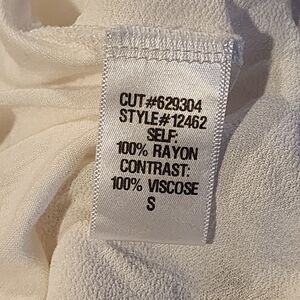 CUT#629304
STYLE#12462
SELF:
100% RAYON
CONTRAST:
100% VISCOSE
S